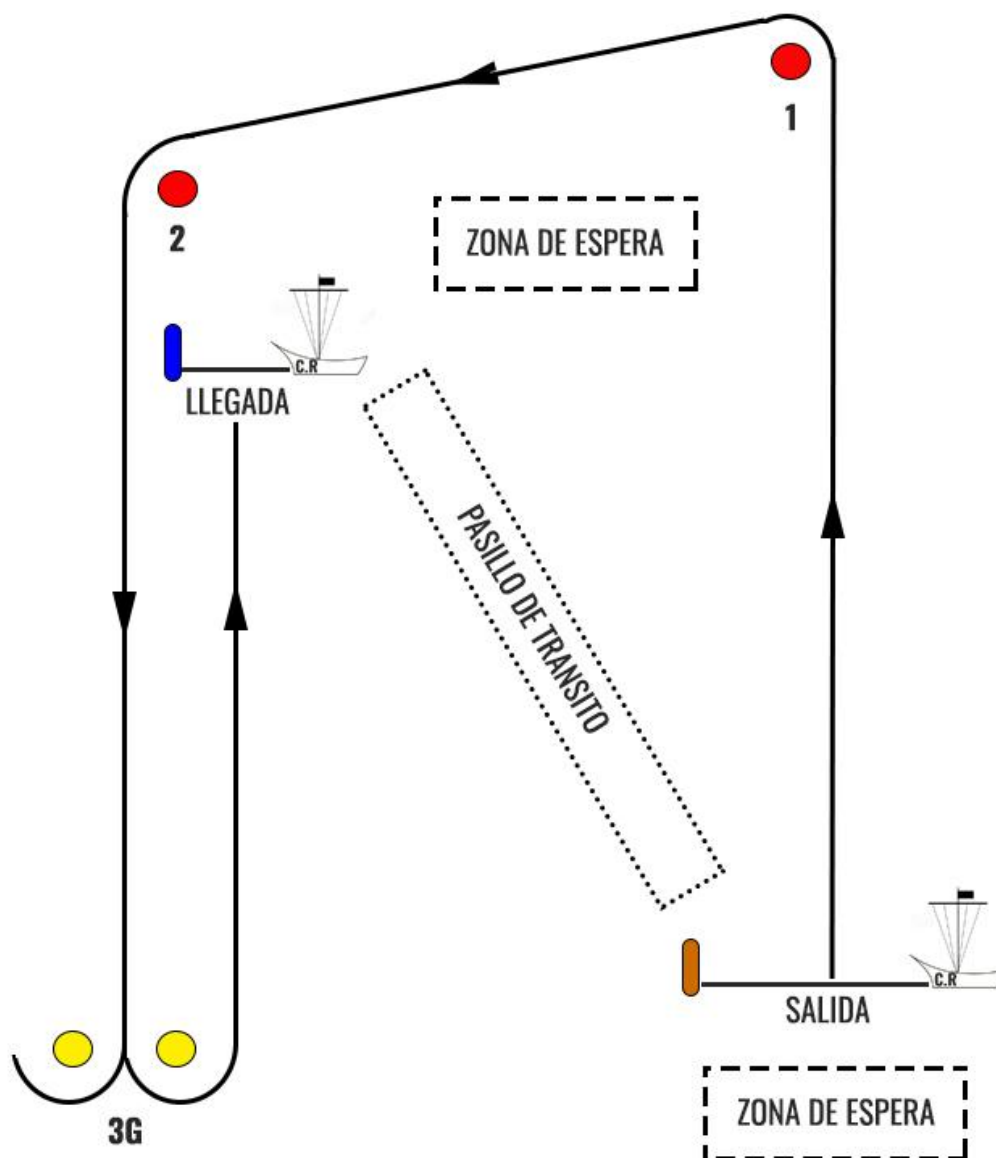 1
2
ZONA DE ESPERA
C.R
LLEGADA
PASILLO DE TRANSITO
C.R
SALIDA
ZONA DE ESPERA
3G